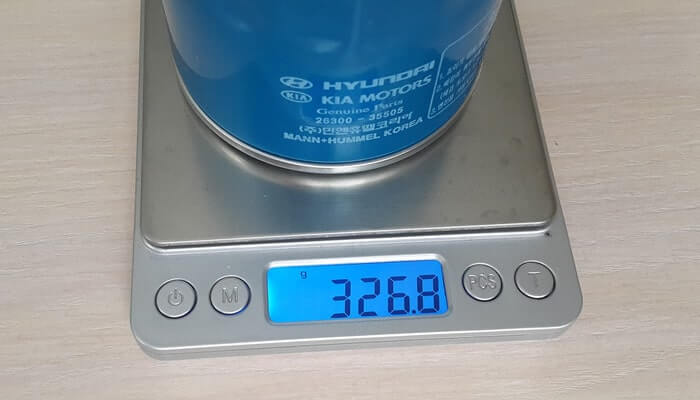 HYUNDAI
KIA KIA MOTORS
Genuine Parts
26300 - 35505
(주)만앤휴멜코리아
MANN+HUMMEL KOREA
g
326.8
M
PCS
T